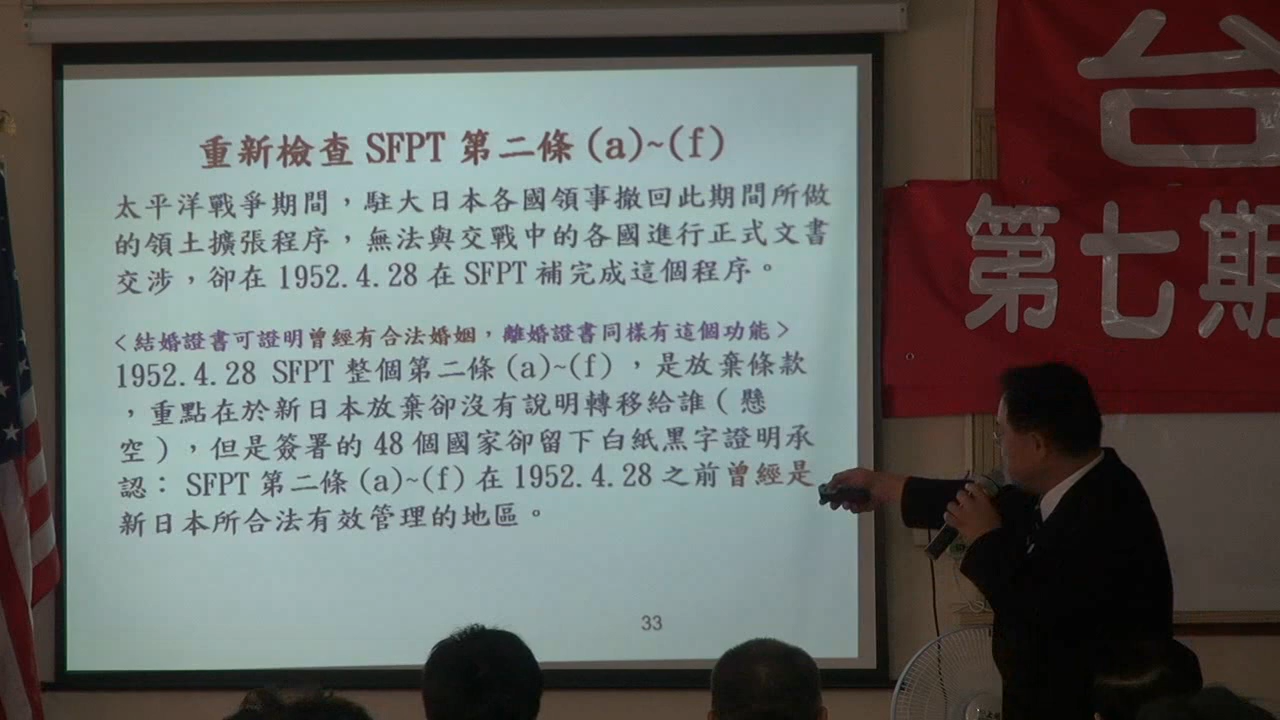 重新檢查 SFPT 第二條(a)~(f)
太平洋戰爭期間，駐大日本各國領事撤回此期間所做
的領土擴張程序，無法與交戰中的各國進行正式文書
交涉，卻在 1952.4.28 在 SFPT 補完成這個程序。
<結婚證書可證明曾經有合法婚姻，離婚證書同樣有這個功能>
1952.4.28 SFPT 整個第二條(a)~(f)，是放棄條款
，重點在於新日本放棄卻沒有說明轉移給誰(懸
空)，但是簽署的 48 個國家卻留下白紙黑字證明承
認：SFPT 第二條(a)~(f)在 1952.4.28 之前曾經是
新日本所合法有效管理的地區。
33
台
第七期